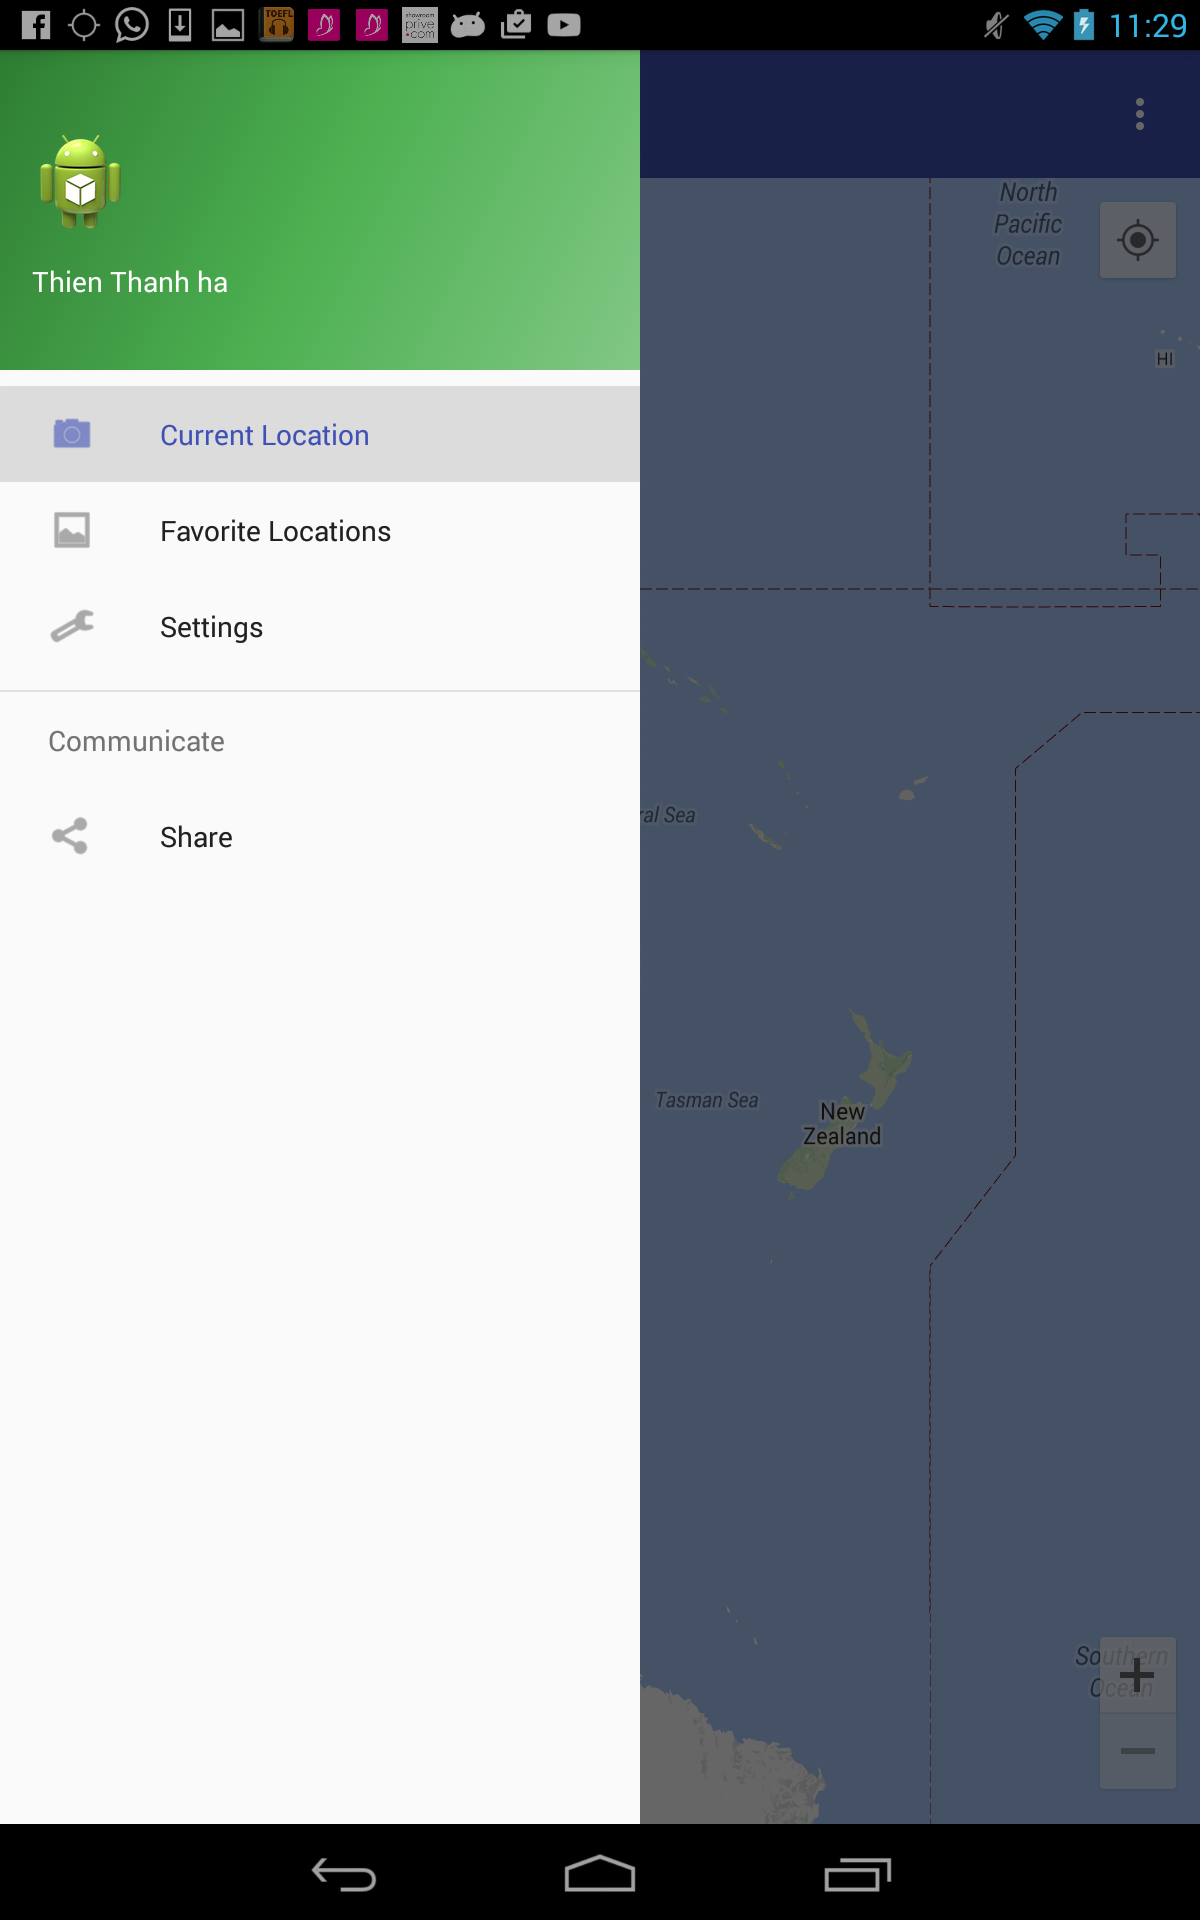 TOEFL
showroom
prive
.com
11:29
Thien Thanh ha
Current Location
Favorite Locations
Settings
Communicate
Share
North
Pacific
Ocean
HI
ral Sea
Tasman Sea
New
Zealand
Southern
Ocean